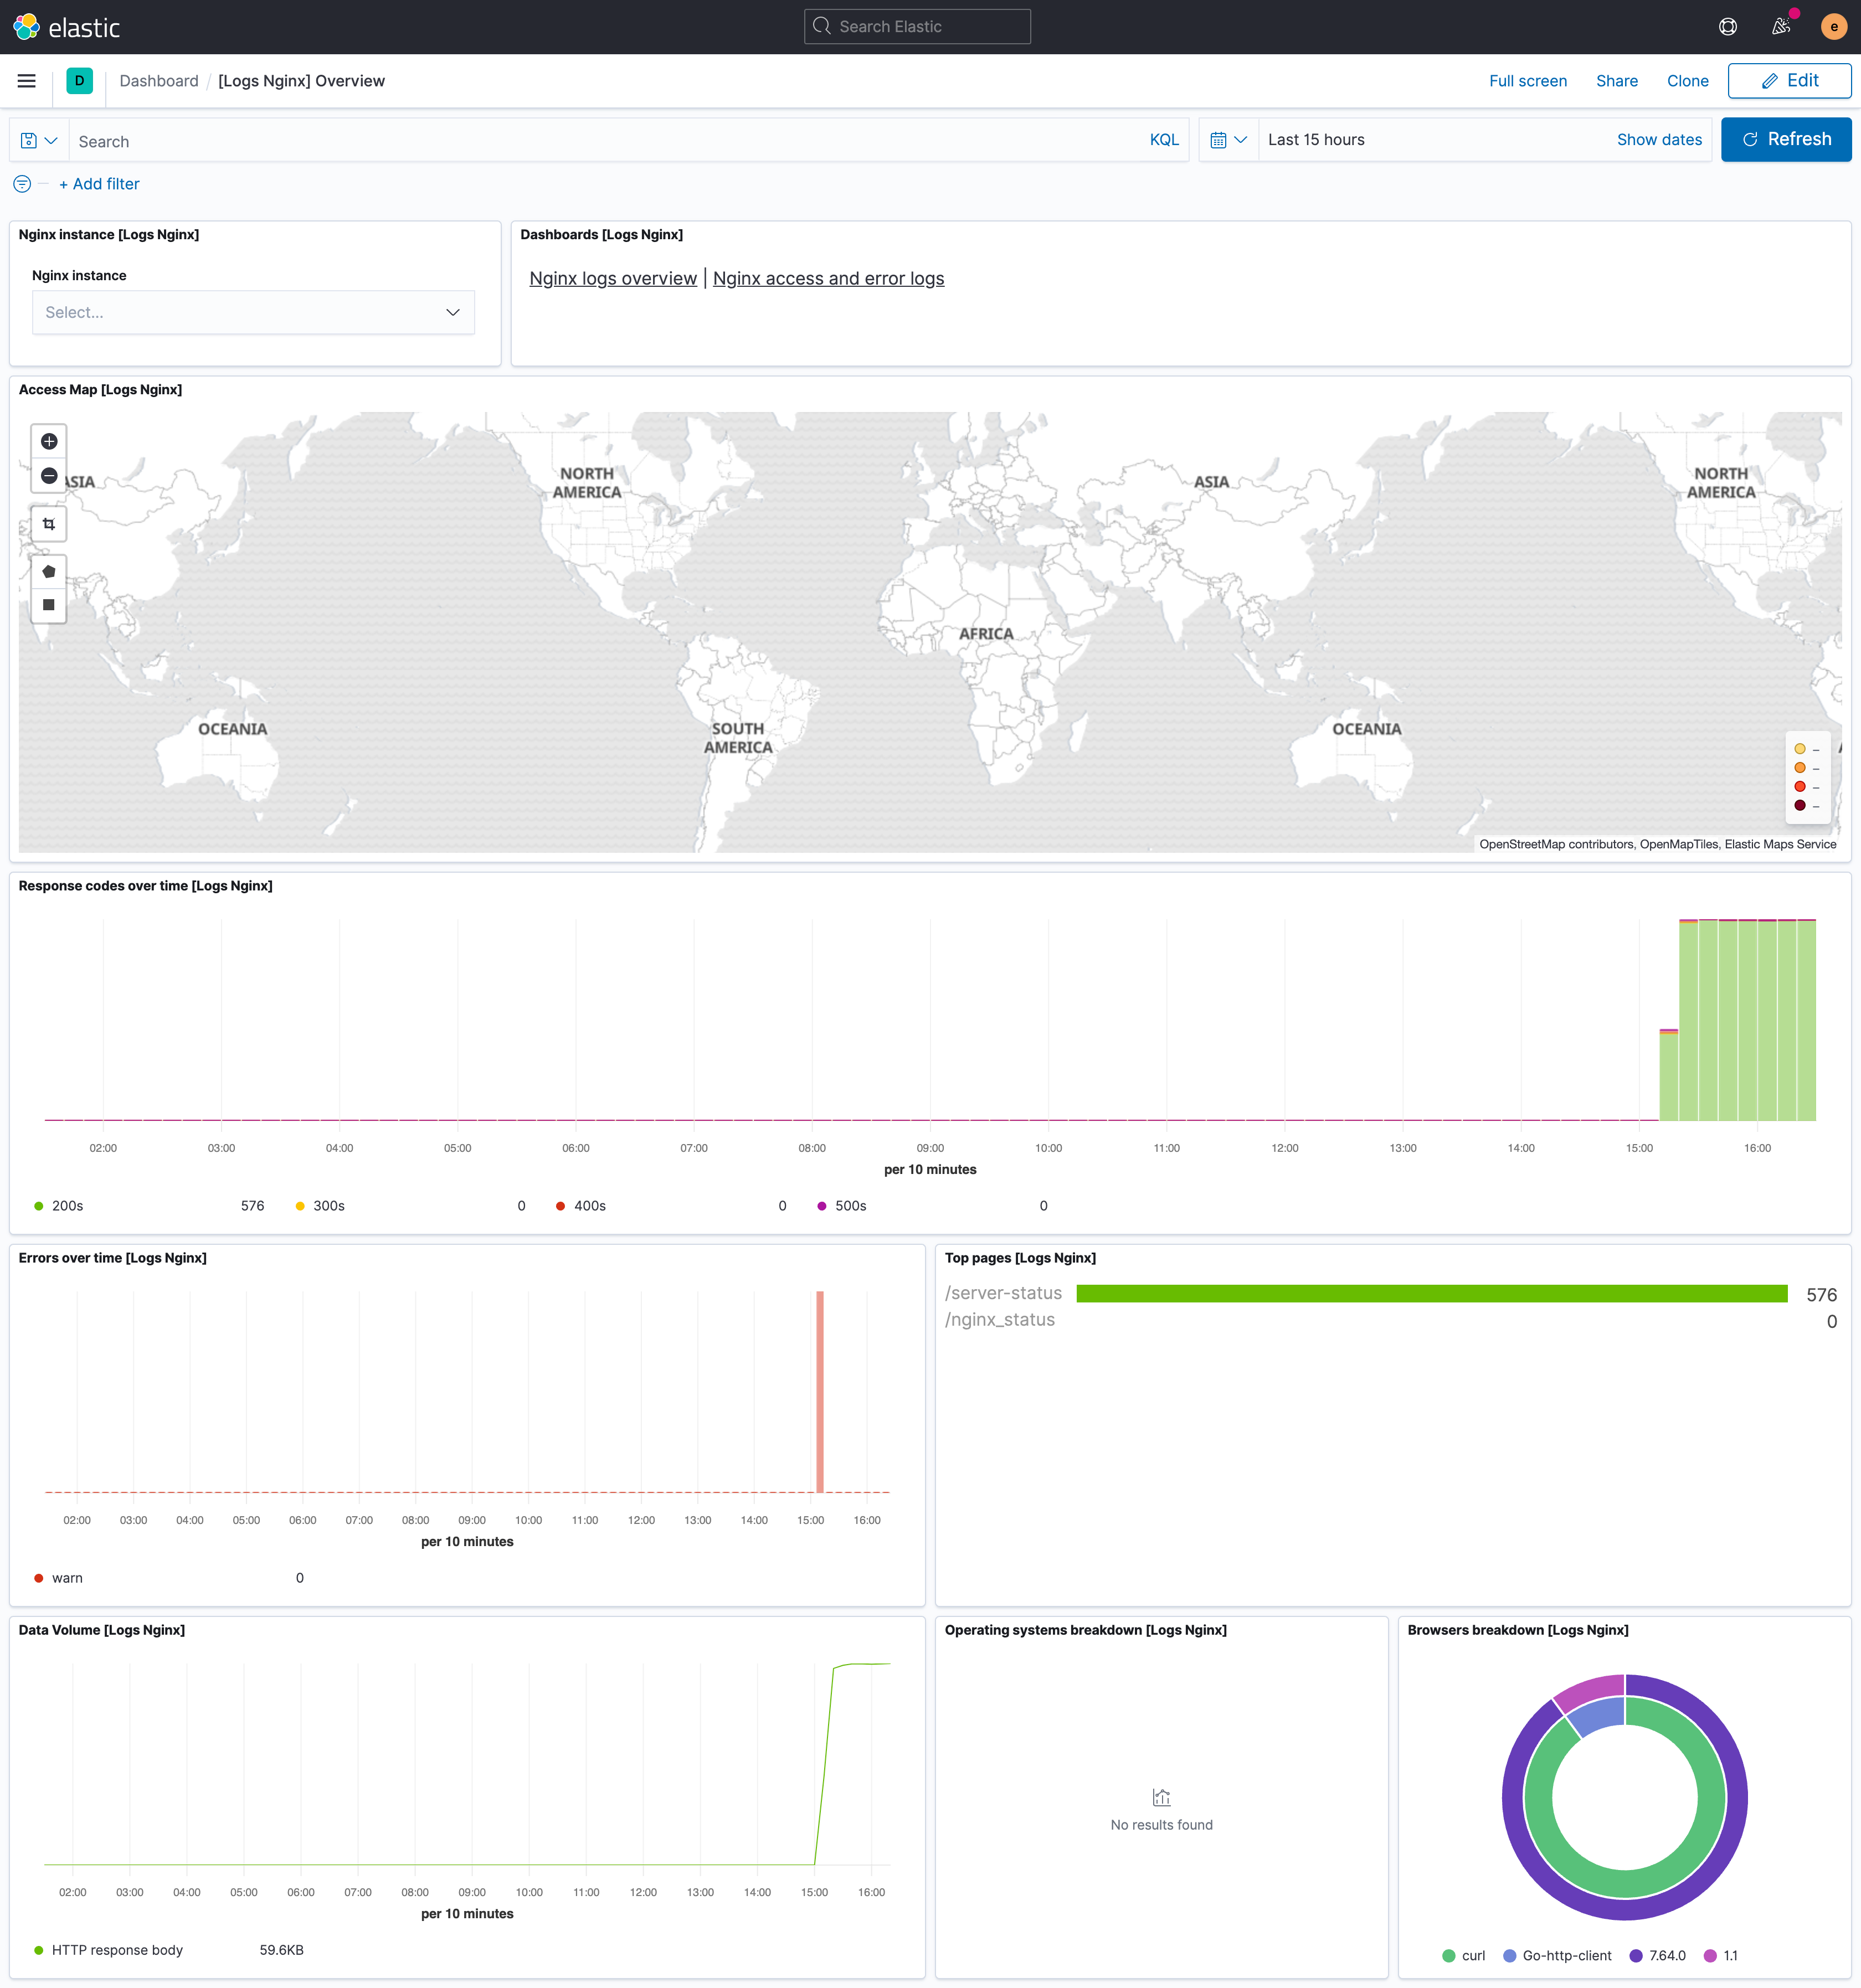 elastic
Search Elastic
e
D
Dashboard / [Logs Nginx] Overview
Full screen
Share
Clone
Edit
Search
KQL
Last 15 hours
Show dates
Refresh
+ Add filter
Nginx instance [Logs Nginx]
Nginx instance
Select...
Dashboards [Logs Nginx]
Nginx logs overview | Nginx access and error logs
Access Map [Logs Nginx]
ASIA
NORTH
AMERICA
ASIA
NORTH
AMERICA
AFRICA
OCEANIA
SOUTH
AMERICA
OCEANIA
–
–
–
–
OpenStreetMap contributors, OpenMapTiles, Elastic Maps Service
Response codes over time [Logs Nginx]
02:00 03:00 04:00 05:00 06:00 07:00 08:00 09:00 10:00 11:00 12:00 13:00 14:00 15:00 16:00
per 10 minutes
200s 576 300s 0 400s 0 500s 0
Errors over time [Logs Nginx]
02:00 03:00 04:00 05:00 06:00 07:00 08:00 09:00 10:00 11:00 12:00 13:00 14:00 15:00 16:00
per 10 minutes
warn 0
Top pages [Logs Nginx]
/server-status 576
/nginx_status 0
Data Volume [Logs Nginx]
02:00 03:00 04:00 05:00 06:00 07:00 08:00 09:00 10:00 11:00 12:00 13:00 14:00 15:00 16:00
per 10 minutes
HTTP response body 59.6KB
Operating systems breakdown [Logs Nginx]
No results found
Browsers breakdown [Logs Nginx]
curl Go-http-client 7.64.0 1.1